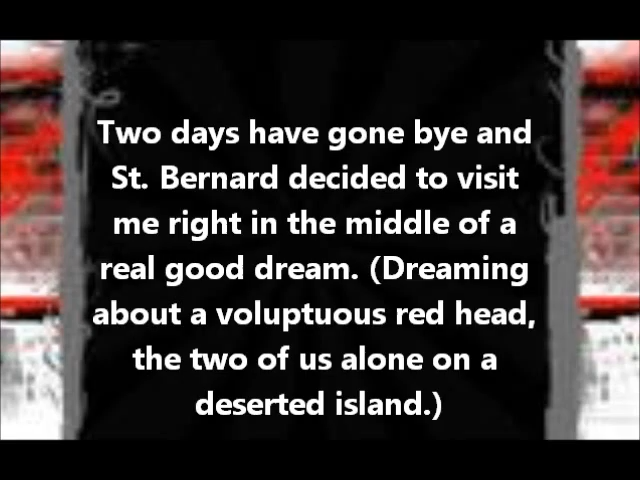 Two days have gone bye and
St. Bernard decided to visit
me right in the middle of a
real good dream. (Dreaming
about a voluptuous red head,
the two of us alone on a
deserted island.)